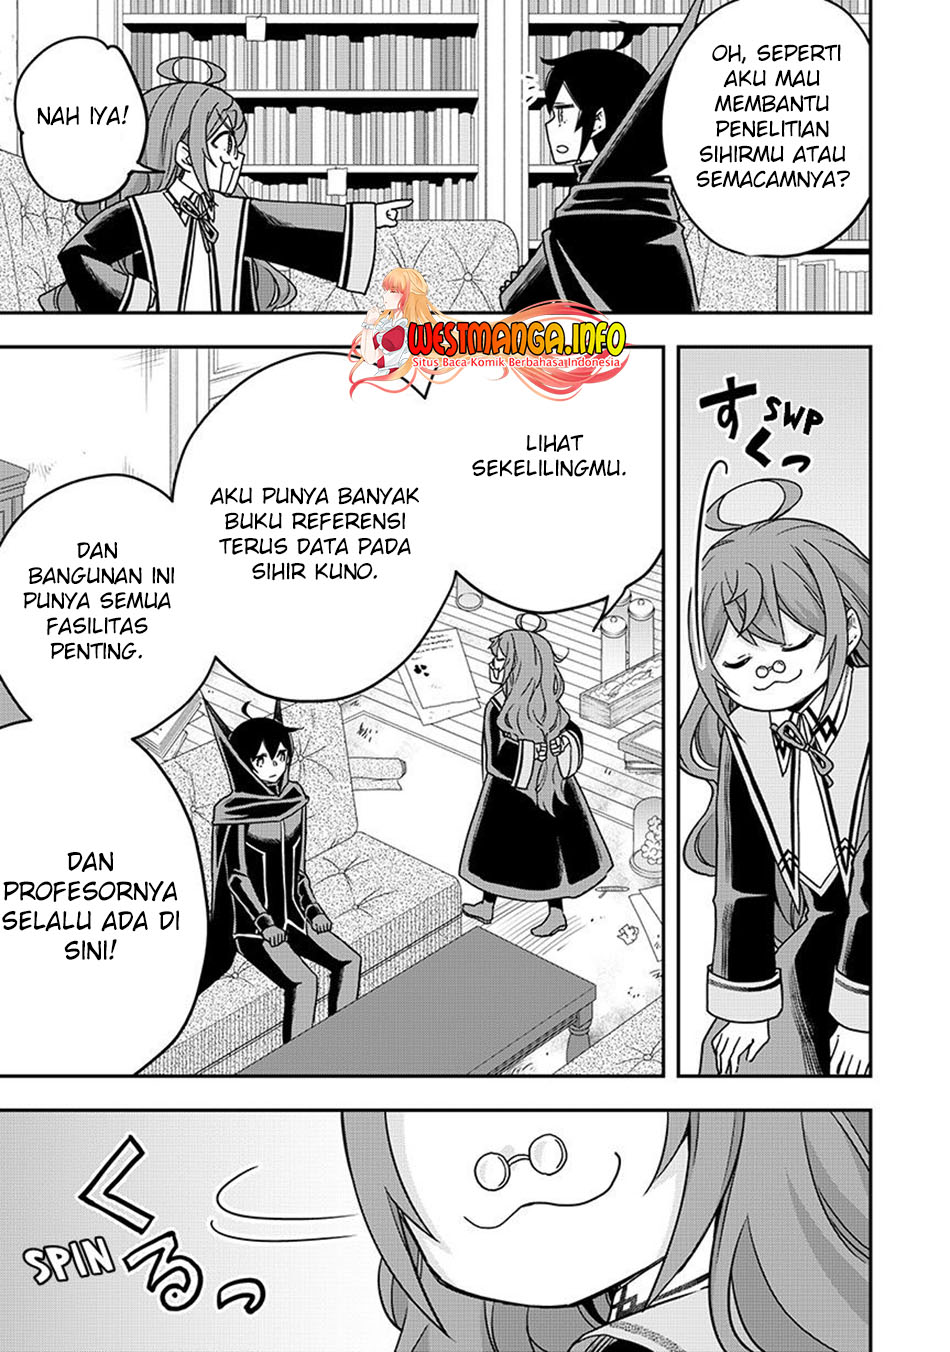 OH, SEPERTI
AKU MAU
MEMBANTU
PENELITIAN
SIHIRMU ATAU
SEMACAMNYA?
NAH IYA!
WESTMANGA.INFO
Situs Baca Komik Berbahasa Indonesia
すくっ
SWP
LIHAT
SEKELILINGMU.
AKU PUNYA BANYAK
BUKU REFERENSI
TERUS DATA PADA
SIHIR KUNO.
DAN
BANGUNAN INI
PUNYA SEMUA
FASILITAS
PENTING.
DAN
PROFESORNYA
SELALU ADA DI
SINI!
くるっ
SPIN